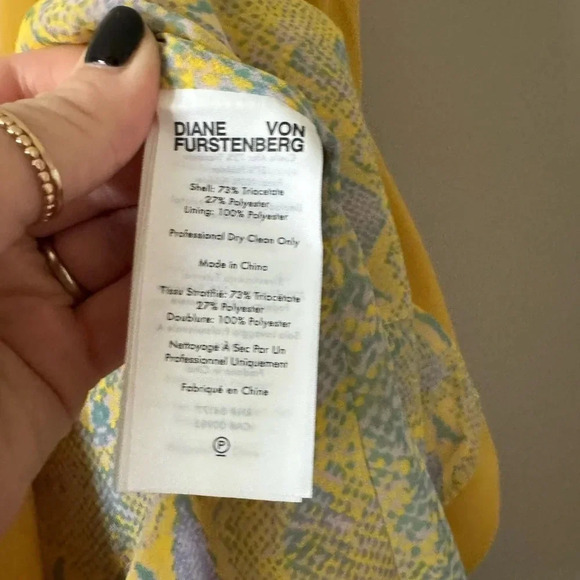 DIANE VON
FURSTENBERG
Shell: 73% Triacetate
27% Polyester
Lining: 100% Polyester
Professional Dry Clean Only
Made in China
Tissu Stratifié: 73% Triacétate
27% Polyester
Doublure: 100% Polyester
Nettoyage À Sec Par Un
Professionnel Uniquement
Fabriqué en Chine
P